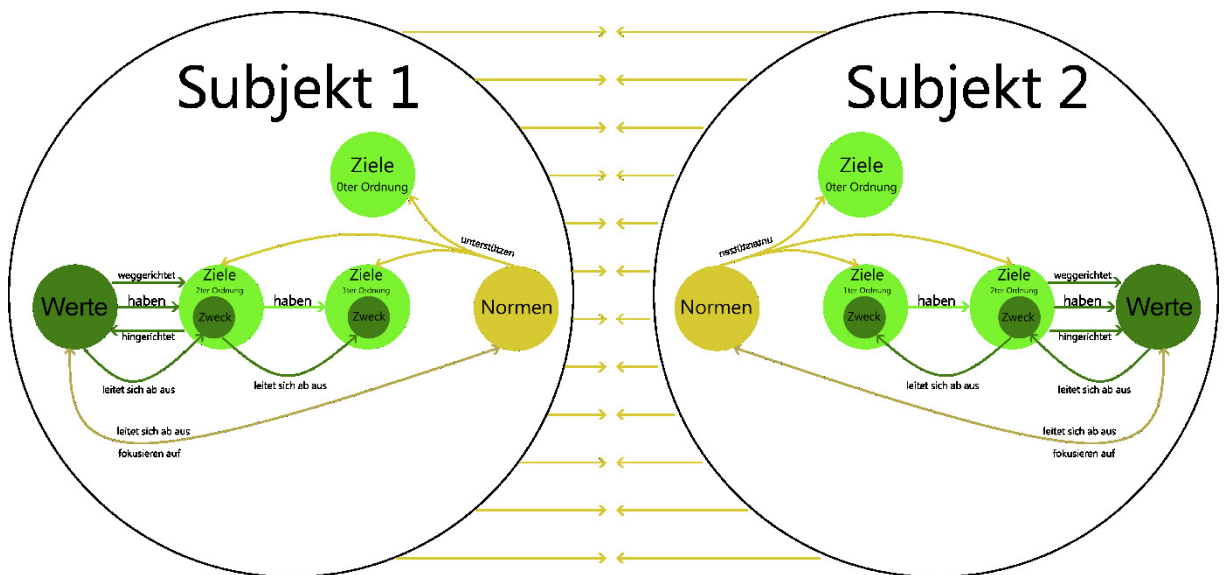 Subjekt 1
Ziele
0ter Ordnung
unterstützen
weggerichtet
Werte
haben
hingerichtet
Ziele
2ter Ordnung
Zweck
haben
Ziele
1ter Ordnung
Zweck
Normen
leitet sich ab aus
leitet sich ab aus
leitet sich ab aus
fokusieren auf
Subjekt 2
Ziele
0ter Ordnung
unterstützen
Normen
Ziele
1ter Ordnung
Zweck
haben
Ziele
2ter Ordnung
Zweck
weggerichtet
haben
hingerichtet
Werte
leitet sich ab aus
leitet sich ab aus
leitet sich ab aus
fokusieren auf